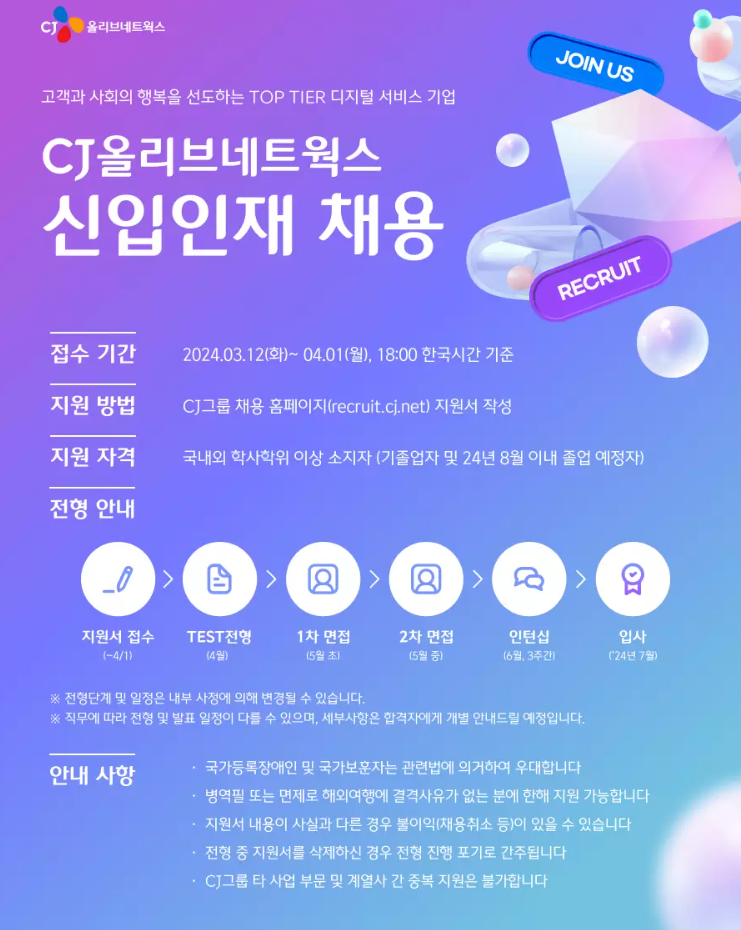 CJ 올리브네트웍스
JOIN US
고객과 사회의 행복을 선도하는 TOP TIER 디지털 서비스 기업
CJ올리브네트웍스
신입인재 채용
RECRUIT
접수 기간 2024.03.12(화)~ 04.01(월), 18:00 한국시간 기준
지원 방법 CJ그룹 채용 홈페이지(recruit.cj.net) 지원서 작성
지원 자격 국내외 학사학위 이상 소지자 (기졸업자 및 24년 8월 이내 졸업 예정자)
전형 안내
지원서 접수 TEST전형 1차 면접 2차 면접 인턴십 입사
(~4/1) (4월) (5월 초) (5월 중) (6월, 3주간) ('24년 7월)
※ 전형단계 및 일정은 내부 사정에 의해 변경될 수 있습니다.
※ 직무에 따라 전형 및 발표 일정이 다를 수 있으며, 세부사항은 합격자에게 개별 안내드릴 예정입니다.
안내 사항 · 국가등록장애인 및 국가보훈자는 관련법에 의거하여 우대합니다
· 병역필 또는 면제로 해외여행에 결격사유가 없는 분에 한해 지원 가능합니다
· 지원서 내용이 사실과 다른 경우 불이익(채용취소 등)이 있을 수 있습니다
· 전형 중 지원서를 삭제하신 경우 전형 진행 포기로 간주됩니다
· CJ그룹 타 사업 부문 및 계열사 간 중복 지원은 불가합니다